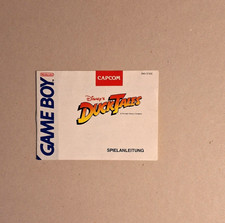 CAPCOM
GAME BOY
Disney's
DUCKTALES
SPIELANLEITUNG